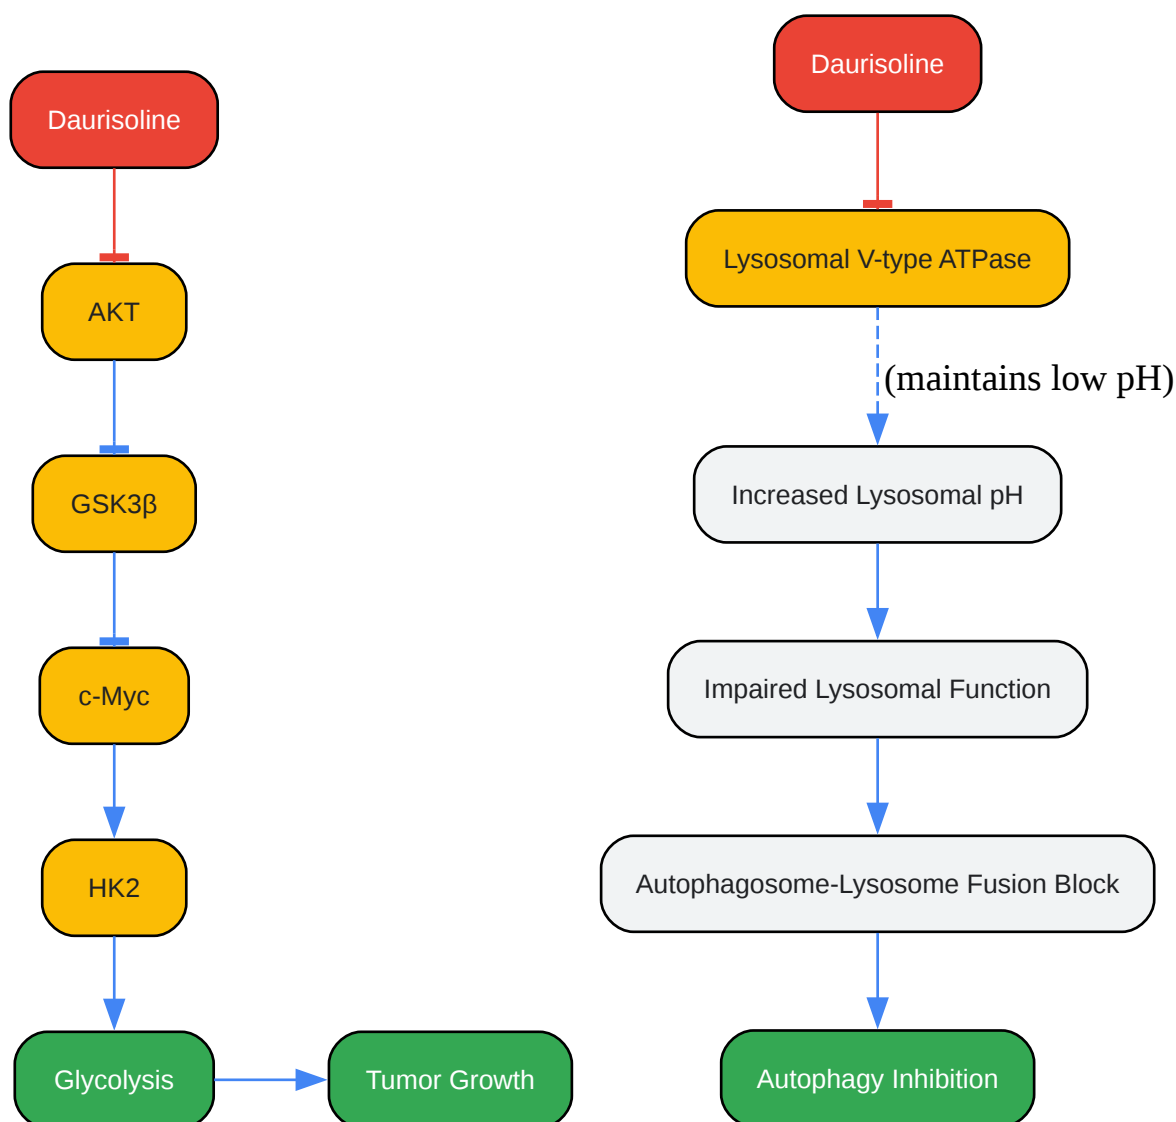 Daurisoline
AKT
GSK3β
c-Myc
HK2
Glycolysis
Tumor Growth
Daurisoline
Lysosomal V-type ATPase
(maintains low pH)
Increased Lysosomal pH
Impaired Lysosomal Function
Autophagosome-Lysosome Fusion Block
Autophagy Inhibition